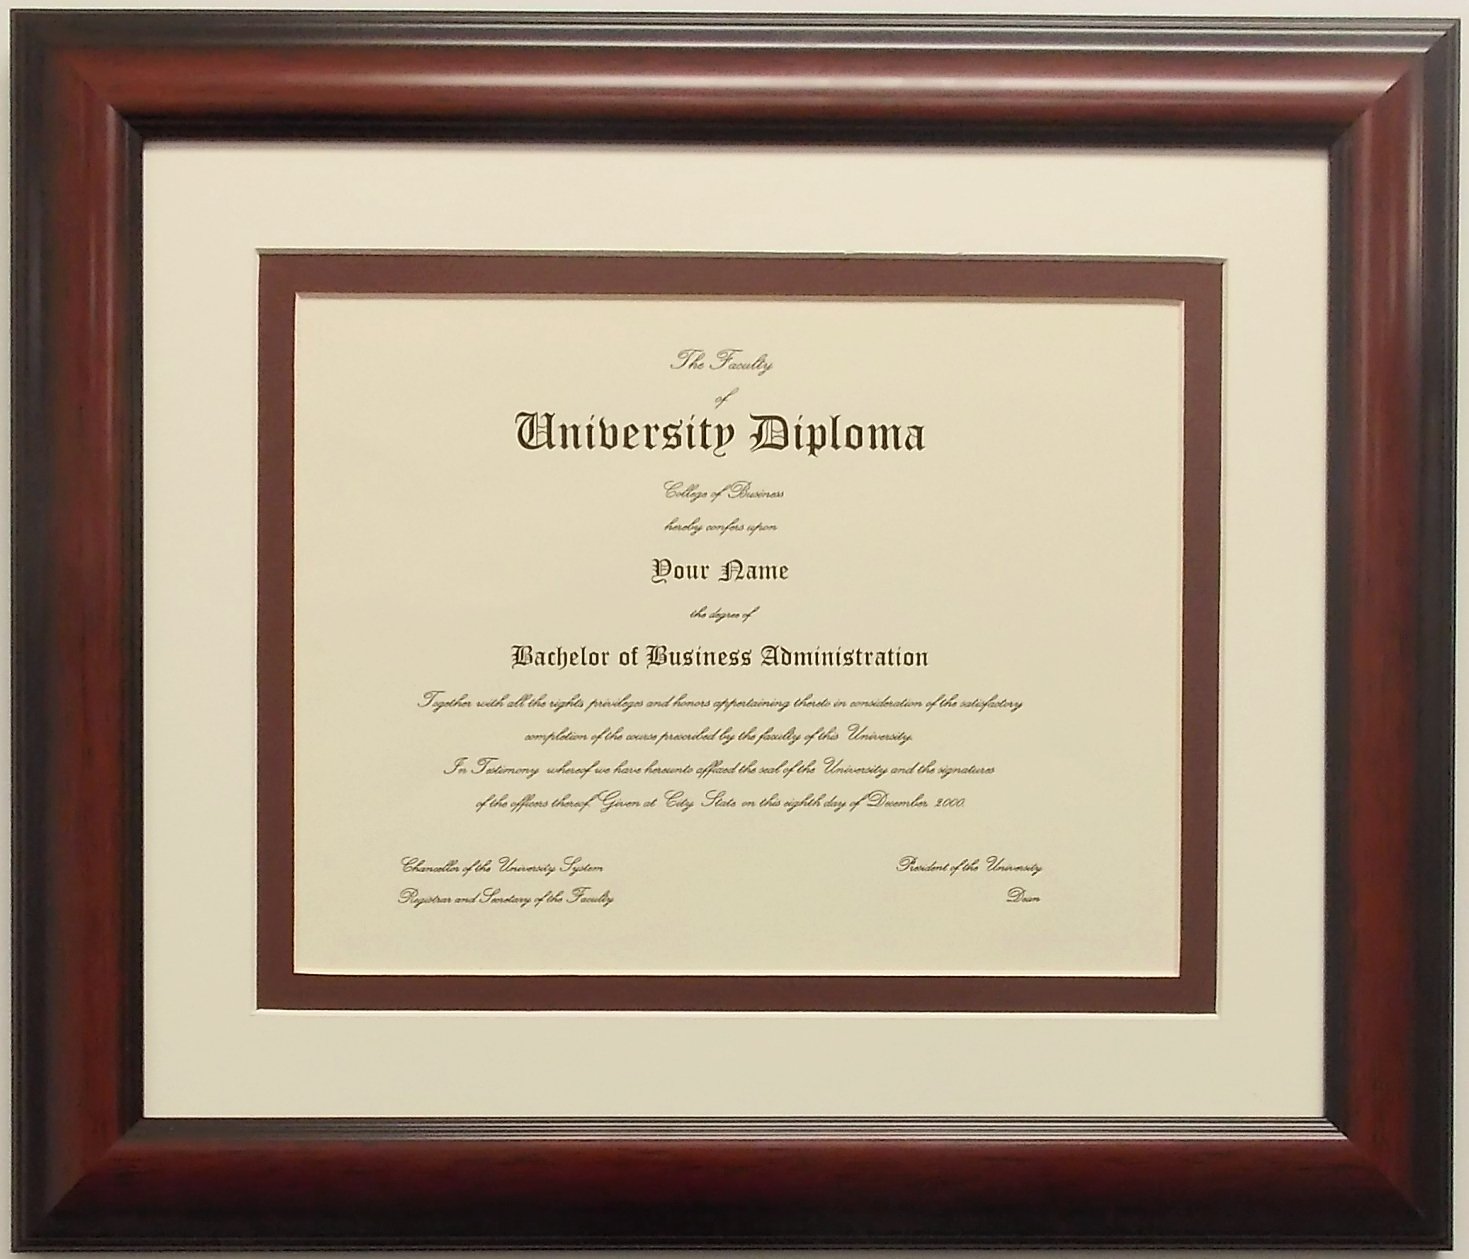 The Faculty
of
University Diploma
College of Business
hereby confers upon
Your Name
the degree of
Bachelor of Business Administration
Together with all the rights privileges and honors appertaining thereto in consideration of the satisfactory
completion of the course prescribed by the faculty of this University.
In Testimony whereof we have hereunto affixed the seal of the University and the signatures
of the officers thereof. Given at City State on this eighth day of December, 2000.
Chancellor of the University System
President of the University
Registrar and Secretary of the Faculty
Dean